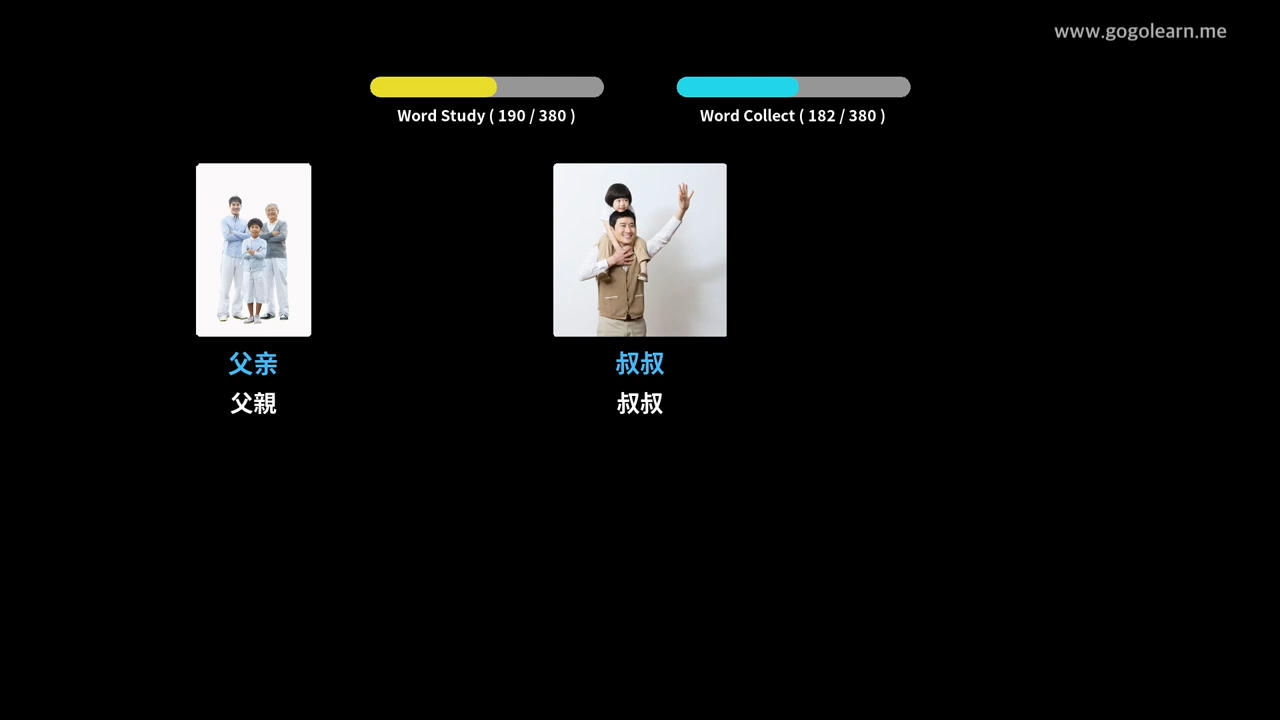 www.gogolearn.me
Word Study ( 190 / 380 )
Word Collect ( 182 / 380 )
父亲
父親
叔叔
叔叔